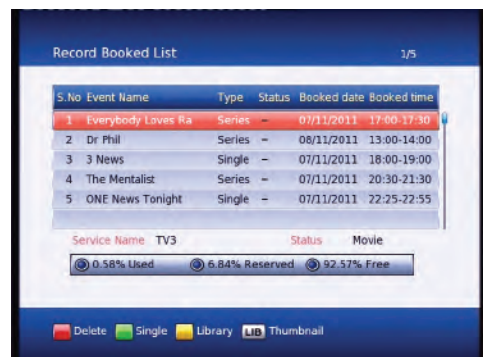 Record Booked List 1/5
S.No Event Name Type Status Booked date Booked time
1 Everybody Loves Ra Series – 07/11/2011 17:00-17:30
2 Dr Phil Series – 08/11/2011 13:00-14:00
3 3 News Single – 07/11/2011 18:00-19:00
4 The Mentalist Series – 07/11/2011 20:30-21:30
5 ONE News Tonight Single – 07/11/2011 22:25-22:55
Service Name TV3 Status Movie
0.58% Used 6.84% Reserved 92.57% Free
Delete Single Library LIB Thumbnail